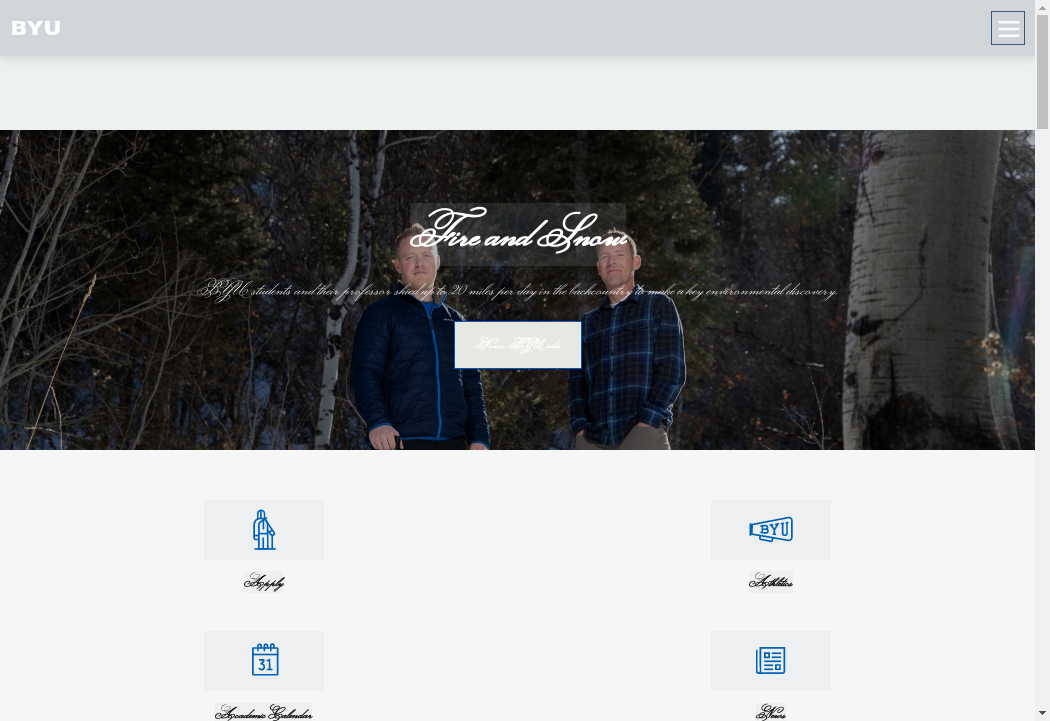 BYU
Fire and Snow
BYU students and their professor skied up to 20 miles per day in the backcountry to make a key environmental discovery.
BYU
Apply
Athletics
31
Academic Calendar
News